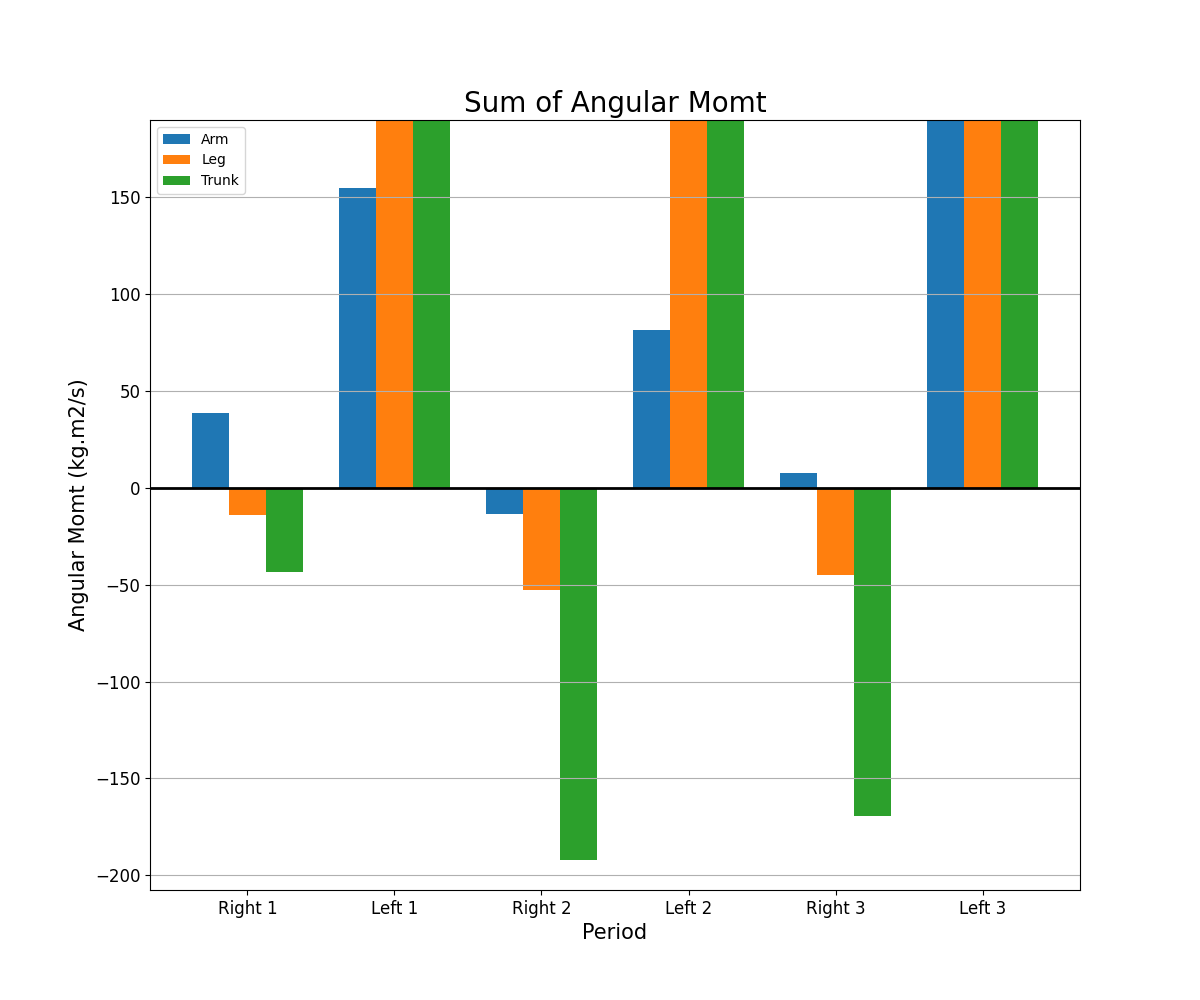 Sum of Angular Momt
Arm
Leg
Trunk
150
100
50
0
−50
−100
−150
−200
Angular Momt (kg.m2/s)
Right 1 Left 1 Right 2 Left 2 Right 3 Left 3
Period